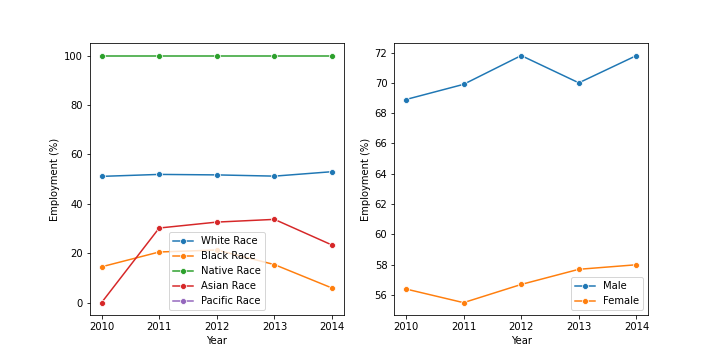 100
80
60
40
20
0
Employment (%)
2010 2011 2012 2013 2014
Year
White Race
Black Race
Native Race
Asian Race
Pacific Race
72
70
68
66
64
62
60
58
56
Employment (%)
2010 2011 2012 2013 2014
Year
Male
Female